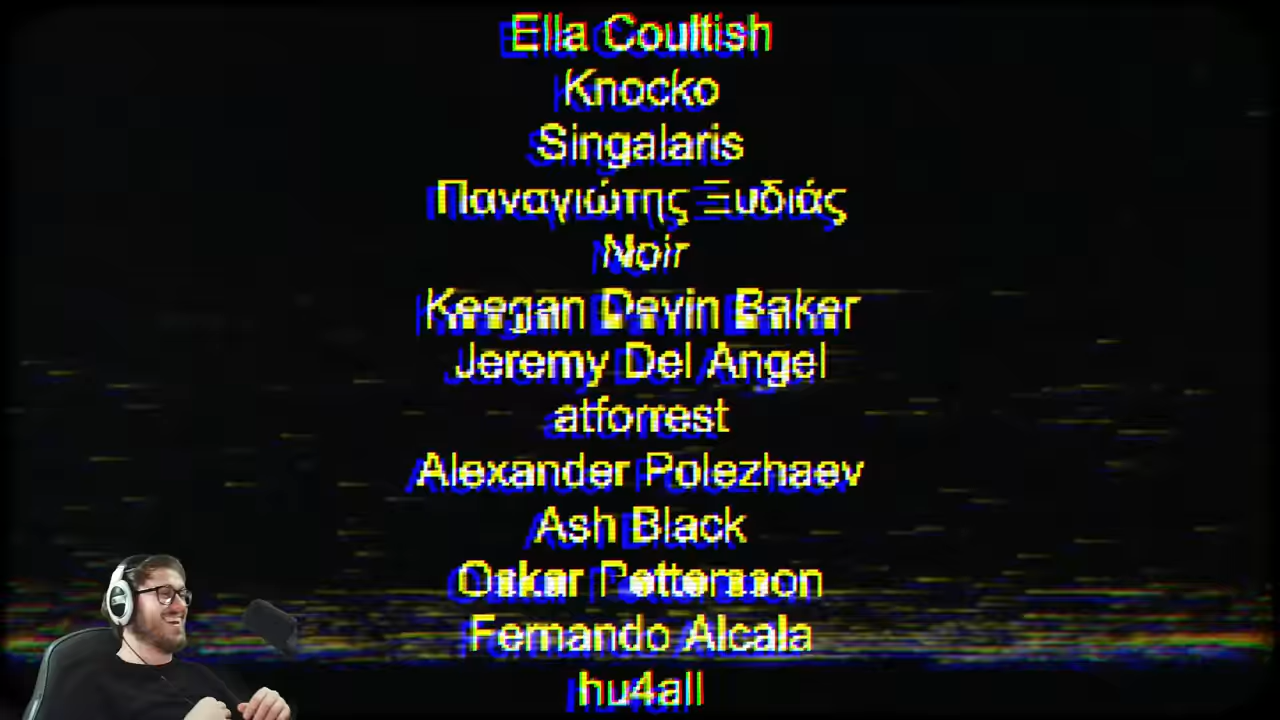 Ella Coultish
Knocko
Singalaris
Παναγιώτης Ξυδιάς
Noir
Keegan Devin Baker
Jeremy Del Angel
atforrest
Alexander Polezhaev
Ash Black
Oskar Pettersson
Fernando Alcala
hu4all